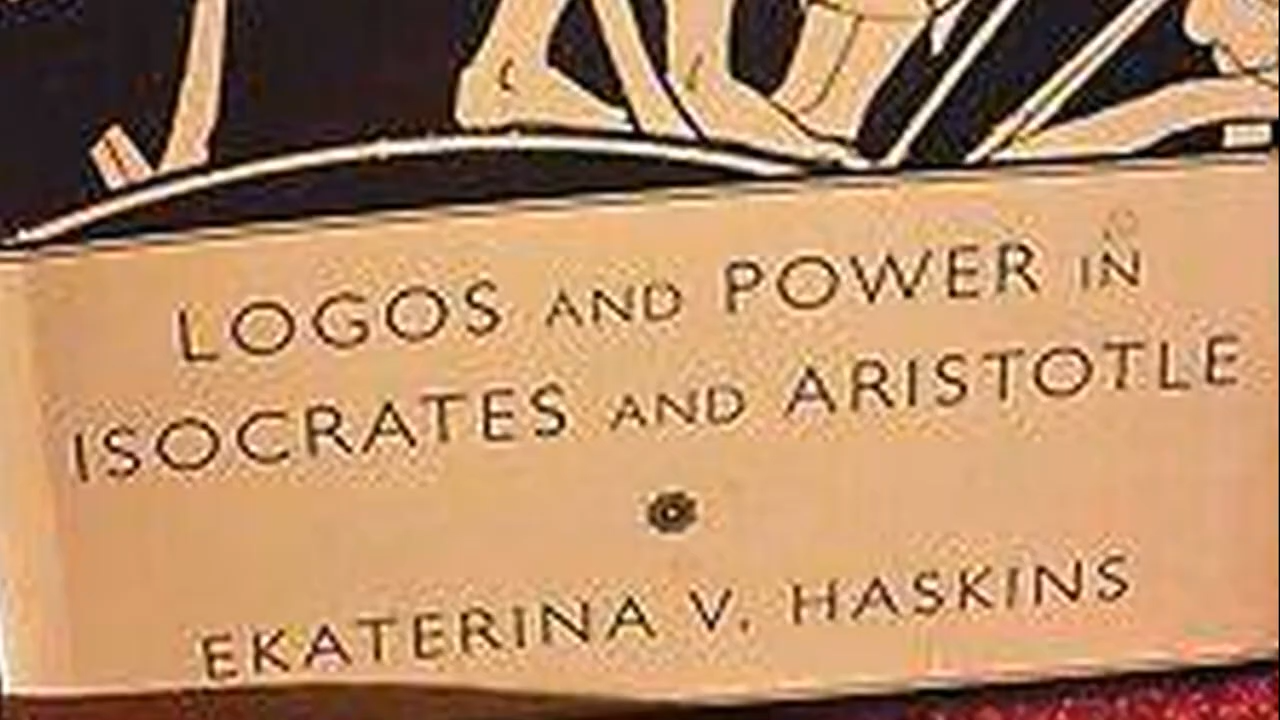 LOGOS AND POWER IN
ISOCRATES AND ARISTOTLE
EKATERINA V. HASKINS